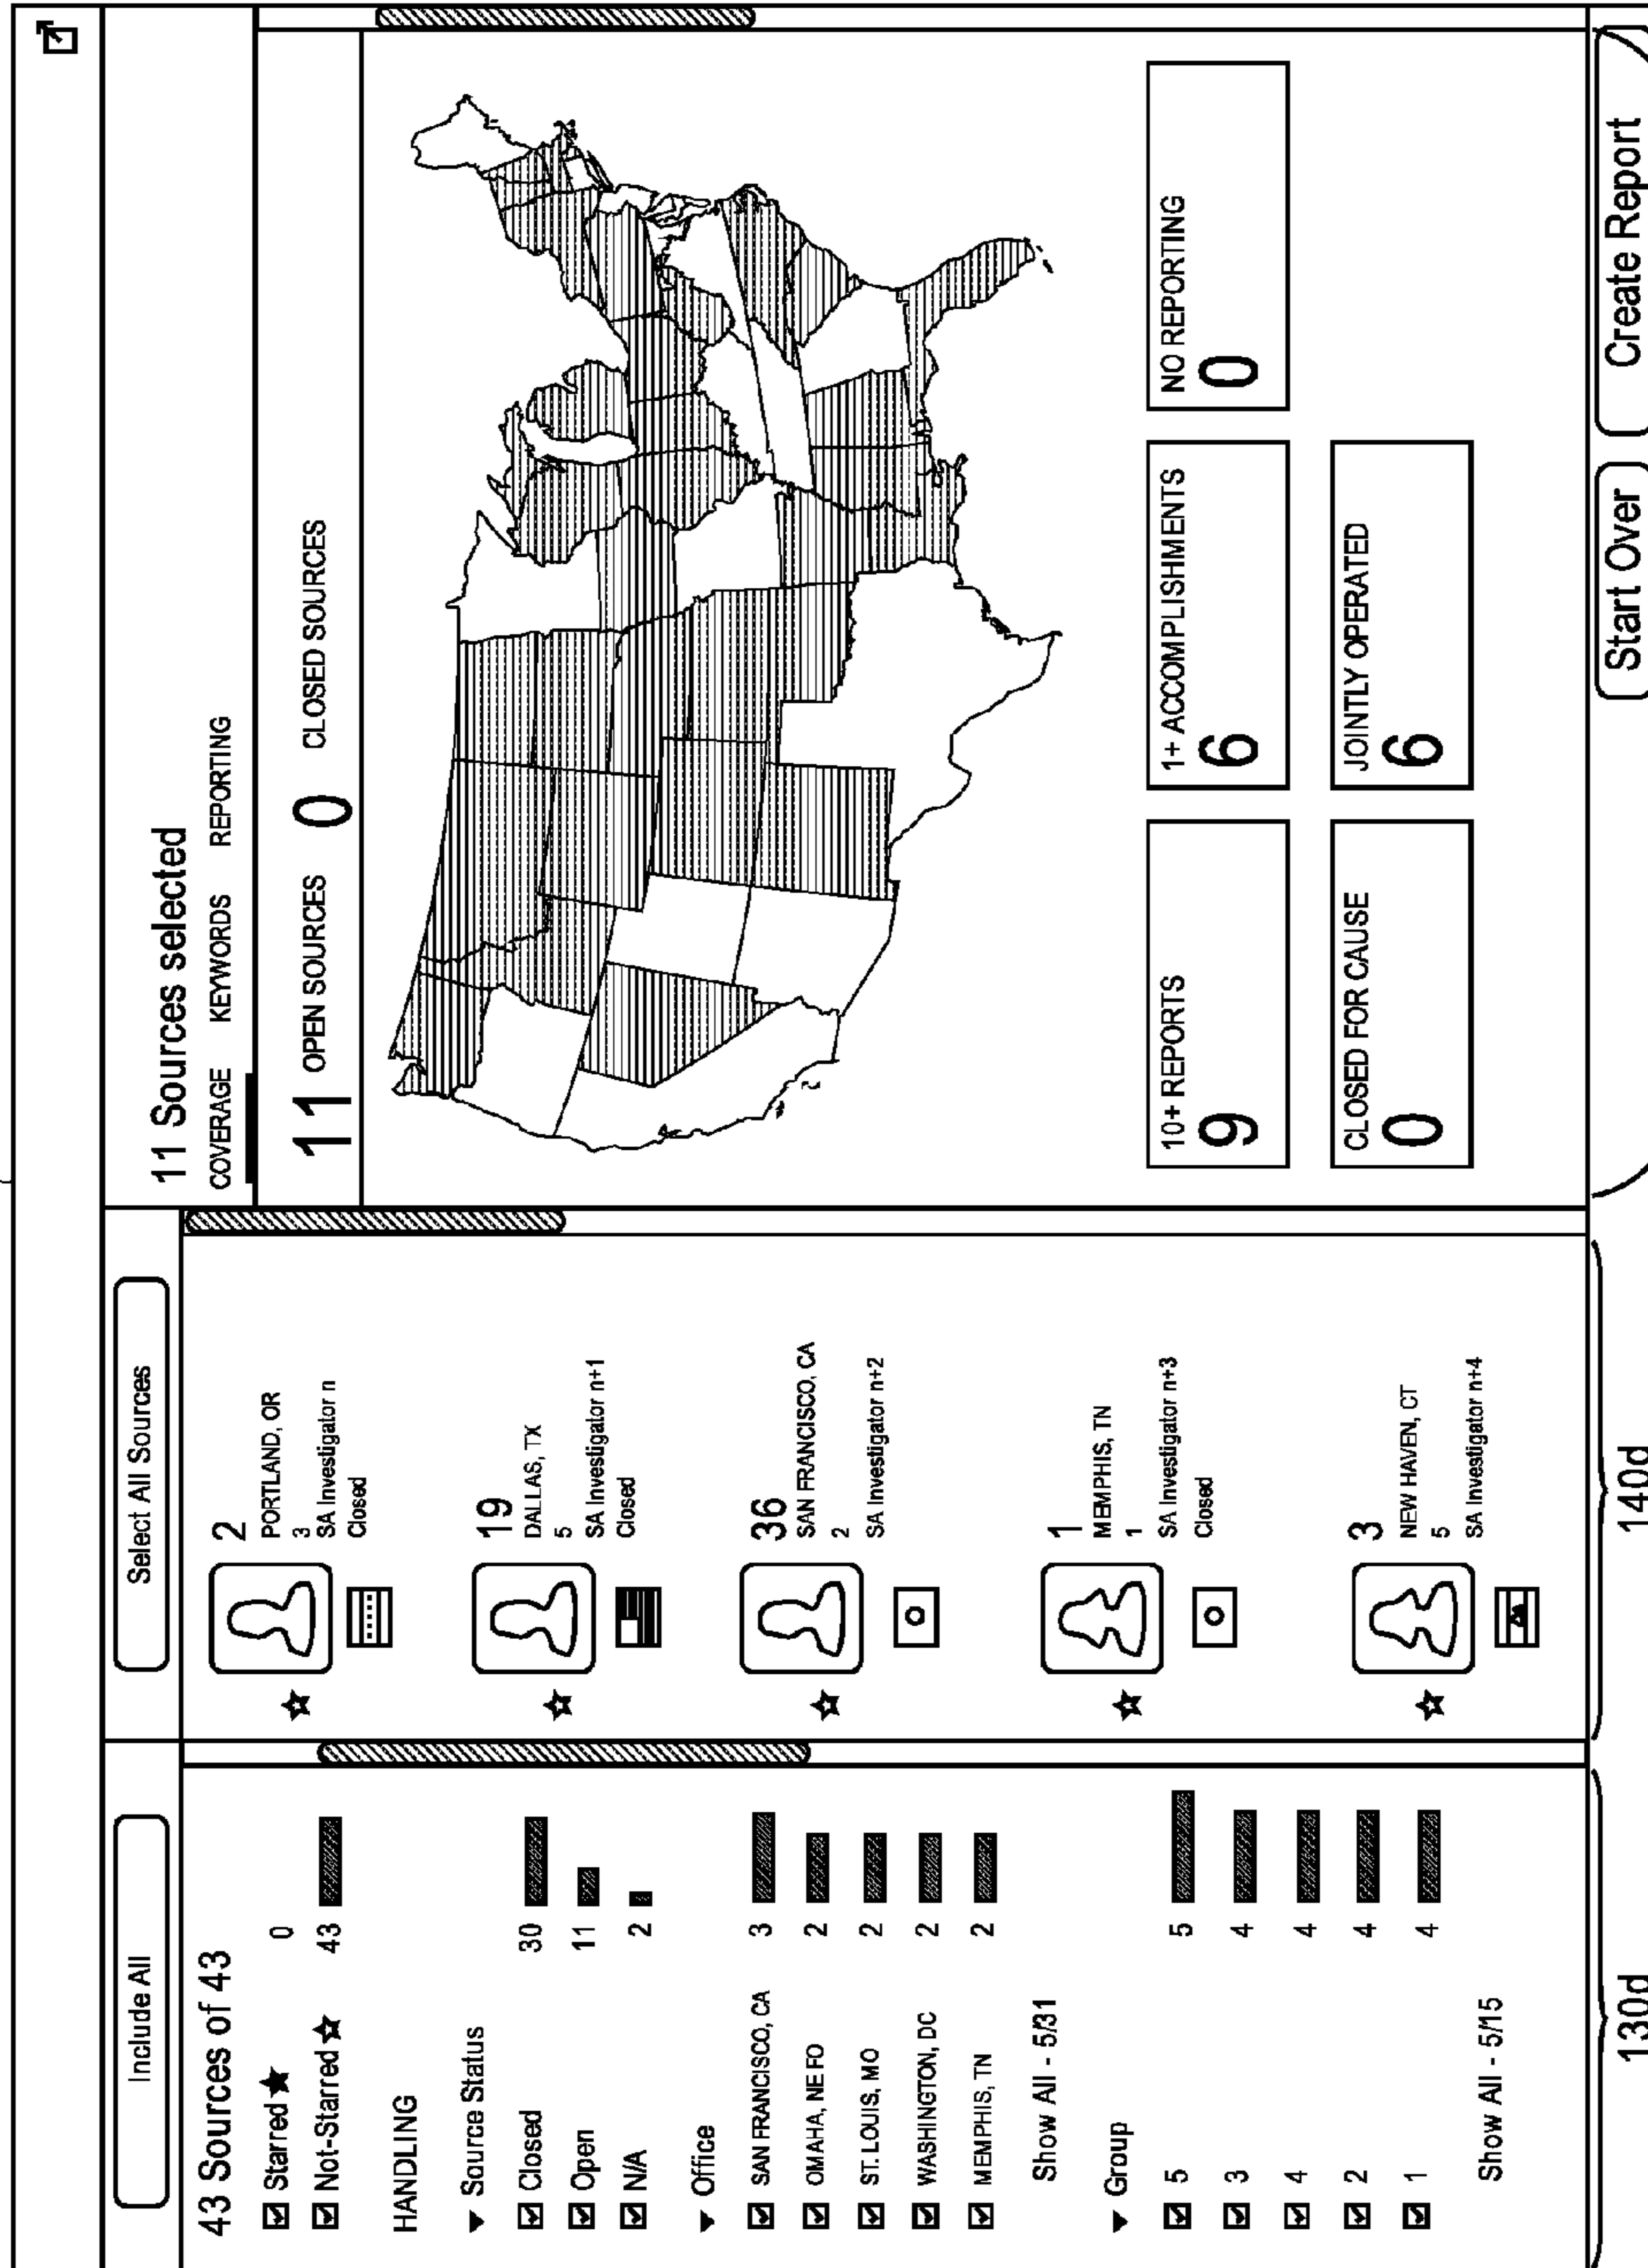 Include All
43 Sources of 43
Starred 0
Not-Starred 43
HANDLING
Source Status
Closed 30
Open 11
N/A 2
Office
SAN FRANCISCO, CA 3
OMAHA, NE FO 2
ST. LOUIS, MO 2
WASHINGTON, DC 2
MEMPHIS, TN 2
Show All - 5/31
Group
5 5
3 4
4 4
2 4
1 4
Show All - 5/15
130d
Select All Sources
2
PORTLAND, OR
3
SA Investigator n
Closed
19
DALLAS, TX
5
SA Investigator n+1
Closed
36
SAN FRANCISCO, CA
2
SA Investigator n+2
1
MEMPHIS, TN
1
SA Investigator n+3
Closed
3
NEW HAVEN, CT
5
SA Investigator n+4
140d
11 Sources selected
COVERAGE KEYWORDS REPORTING
11 OPEN SOURCES 0 CLOSED SOURCES
10+ REPORTS
9
1+ ACCOMPLISHMENTS
6
NO REPORTING
0
CLOSED FOR CAUSE
0
JOINTLY OPERATED
6
Start Over
Create Report